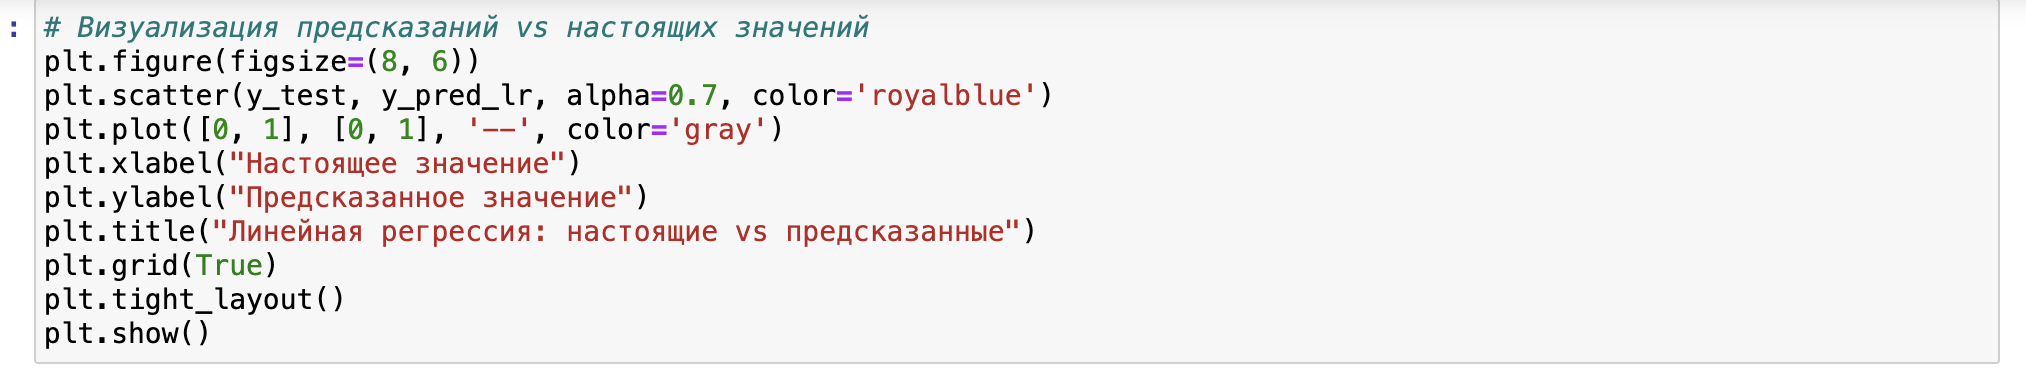 :
# Визуализация предсказаний vs настоящих значений
plt.figure(figsize=(8, 6))
plt.scatter(y_test, y_pred_lr, alpha=0.7, color='royalblue')
plt.plot([0, 1], [0, 1], '--', color='gray')
plt.xlabel("Настоящее значение")
plt.ylabel("Предсказанное значение")
plt.title("Линейная регрессия: настоящие vs предсказанные")
plt.grid(True)
plt.tight_layout()
plt.show()